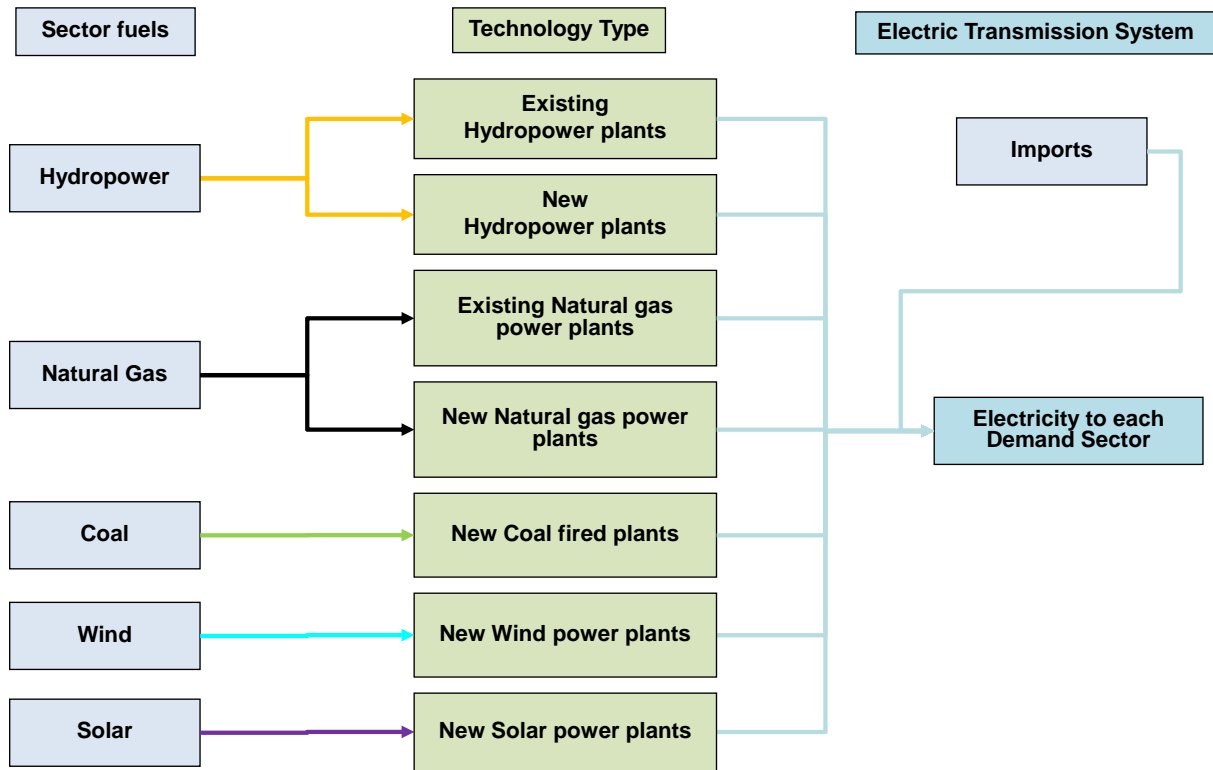 Sector fuels
Technology Type
Electric Transmission System
Existing
Hydropower plants
Imports
Hydropower
New
Hydropower plants
Existing Natural gas
power plants
Natural Gas
New Natural gas power
plants
Electricity to each
Demand Sector
Coal
New Coal fired plants
Wind
New Wind power plants
Solar
New Solar power plants